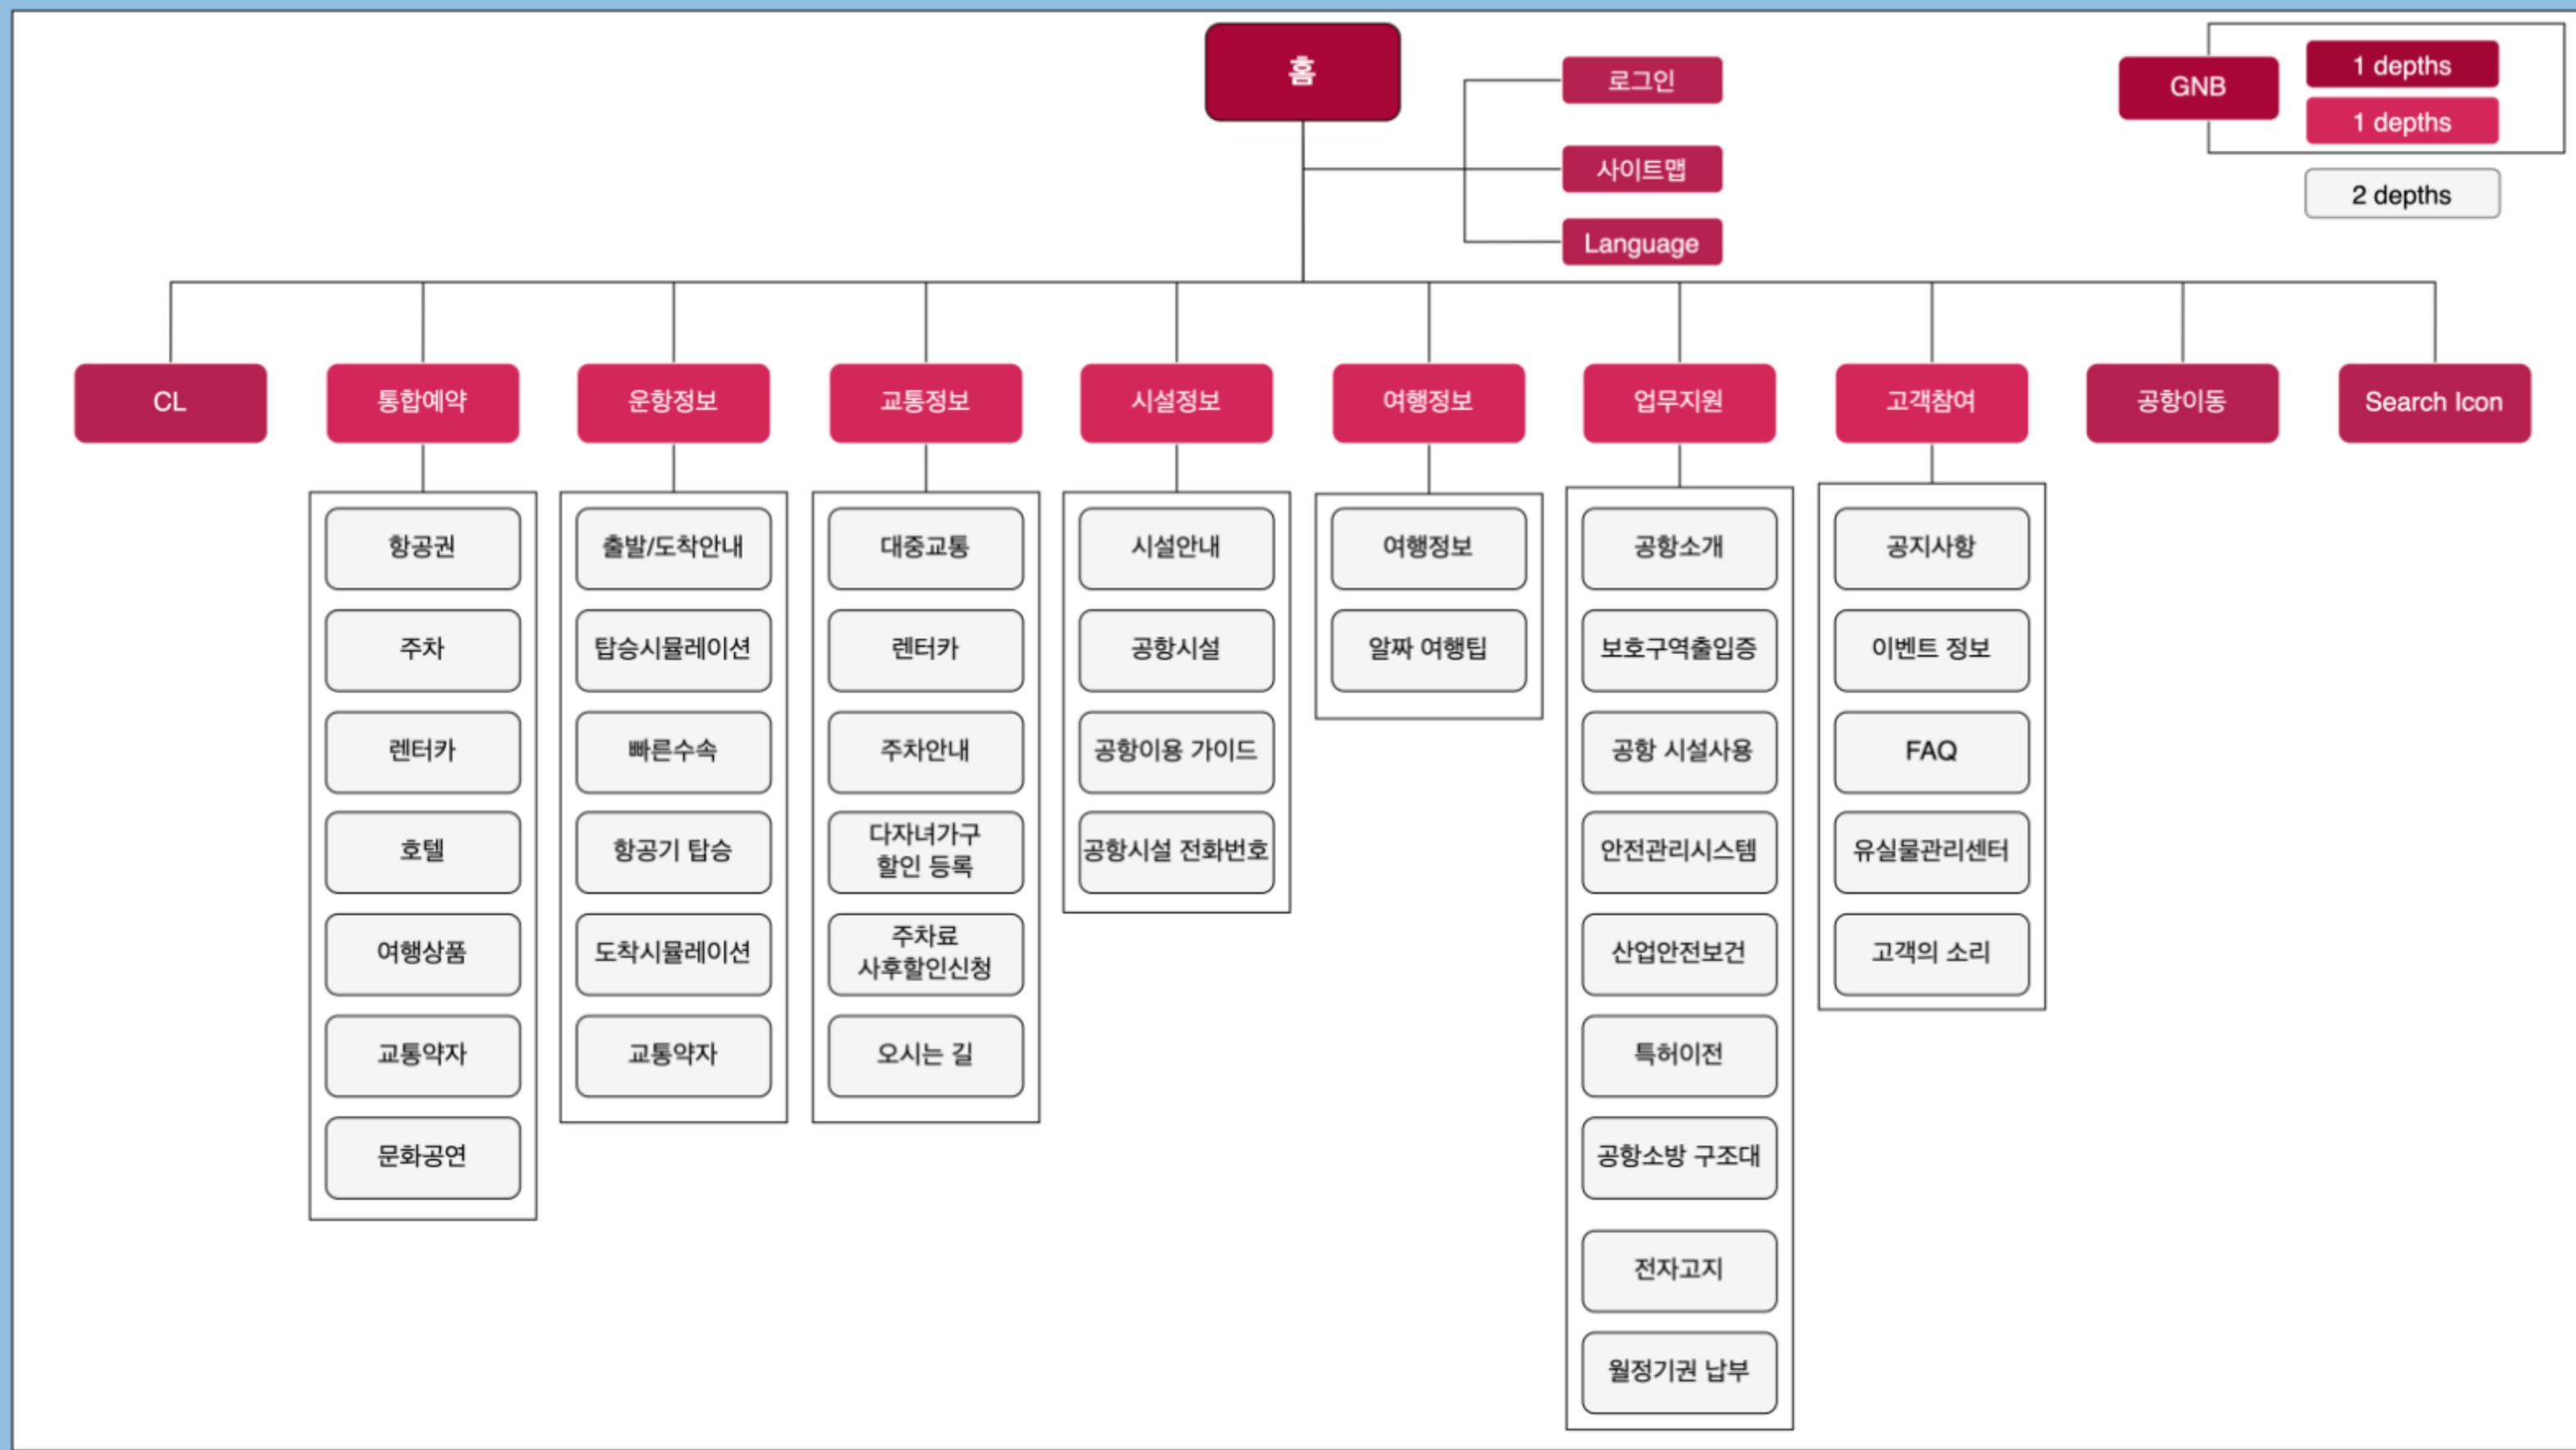 홈
로그인
사이트맵
Language
GNB
1 depths
1 depths
2 depths
CL
통합예약
운항정보
교통정보
시설정보
여행정보
업무지원
고객참여
공항이동
Search Icon
항공권
주차
렌터카
호텔
여행상품
교통약자
문화공연
출발/도착안내
탑승시뮬레이션
빠른수속
항공기 탑승
도착시뮬레이션
교통약자
대중교통
렌터카
주차안내
다자녀가구
할인 등록
주차료
사후할인신청
오시는 길
시설안내
공항시설
공항이용 가이드
공항시설 전화번호
여행정보
알짜 여행팁
공항소개
보호구역출입증
공항 시설사용
안전관리시스템
산업안전보건
특허이전
공항소방 구조대
전자고지
월정기권 납부
공지사항
이벤트 정보
FAQ
유실물관리센터
고객의 소리